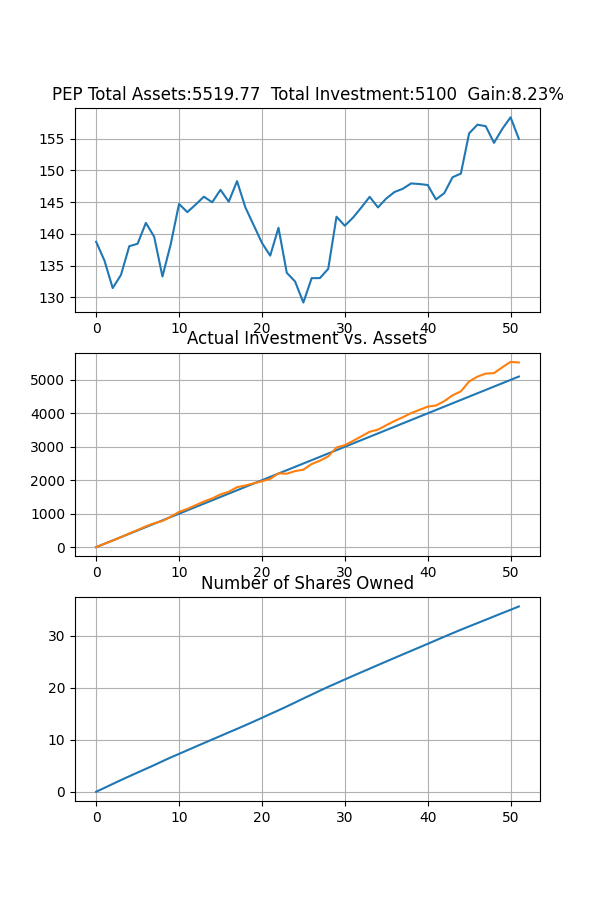 PEP Total Assets:5519.77  Total Investment:5100  Gain:8.23%
155
150
145
140
135
130
0 10 20 30 40 50
Actual Investment vs. Assets
5000
4000
3000
2000
1000
0
0 10 20 30 40 50
Number of Shares Owned
30
20
10
0
0 10 20 30 40 50